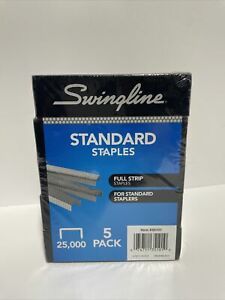 Swingline
STANDARD
STAPLES
FULL STRIP
STAPLES
FOR STANDARD
STAPLERS
25,000
5
PACK